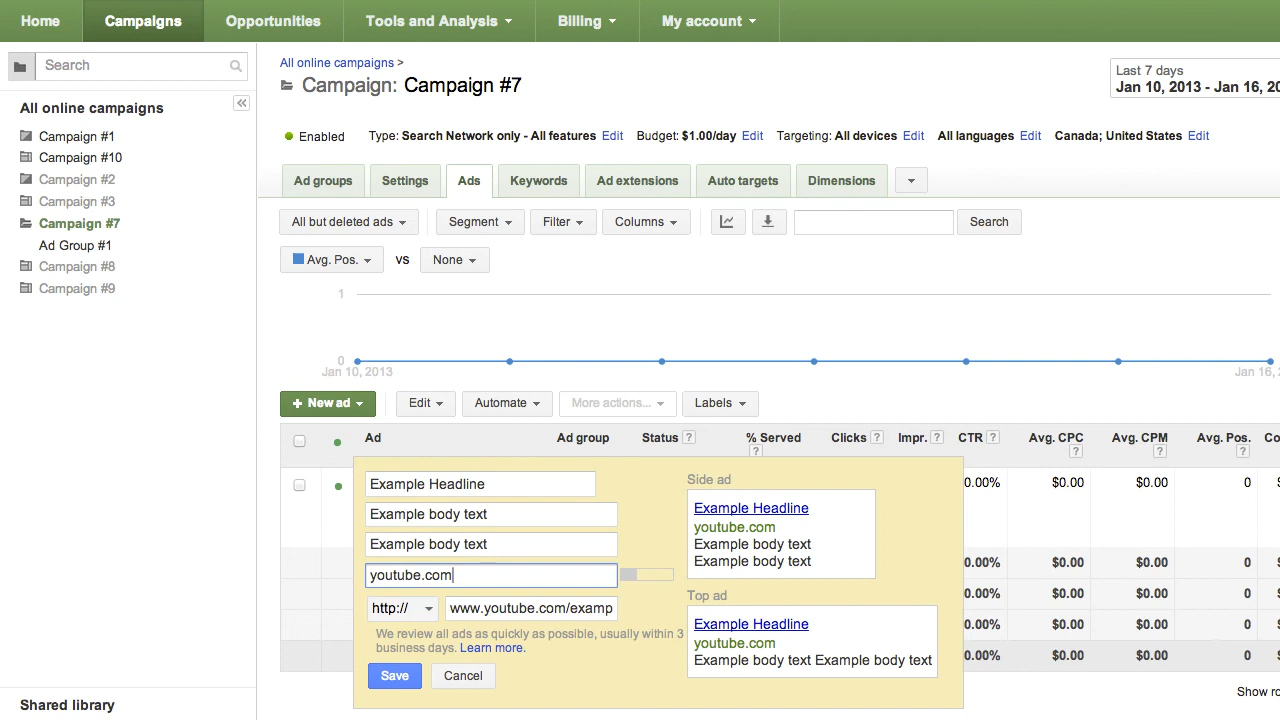 Home Campaigns Opportunities Tools and Analysis Billing My account
Search
All online campaigns
Campaign #1
Campaign #10
Campaign #2
Campaign #3
Campaign #7
Ad Group #1
Campaign #8
Campaign #9
Shared library
All online campaigns >
Campaign: Campaign #7
Last 7 days
Jan 10, 2013 - Jan 16, 20
Enabled Type: Search Network only - All features Edit Budget: $1.00/day Edit Targeting: All devices Edit All languages Edit Canada; United States Edit
Ad groups Settings Ads Keywords Ad extensions Auto targets Dimensions
All but deleted ads Segment Filter Columns Search
Avg. Pos. VS None
1
0
Jan 10, 2013 Jan 16,
+ New ad Edit Automate More actions... Labels
Ad Ad group Status ? % Served ? Clicks ? Impr. ? CTR ? Avg. CPC ? Avg. CPM ? Avg. Pos. ? Co
0.00% $0.00 $0.00 0
0.00% $0.00 $0.00 0
0.00% $0.00 $0.00 0
0.00% $0.00 $0.00 0
0.00% $0.00 $0.00 0
Example Headline
Example body text
Example body text
youtube.com
http:// www.youtube.com/examp
We review all ads as quickly as possible, usually within 3
business days. Learn more.
Save Cancel
Side ad
Example Headline
youtube.com
Example body text
Example body text
Top ad
Example Headline
youtube.com
Example body text Example body text
Show ro